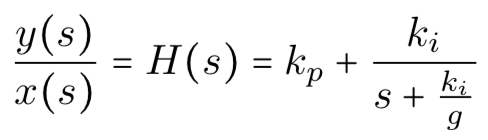 y(s)/x(s) = H(s) = k_p + k_i/(s + k_i/g)